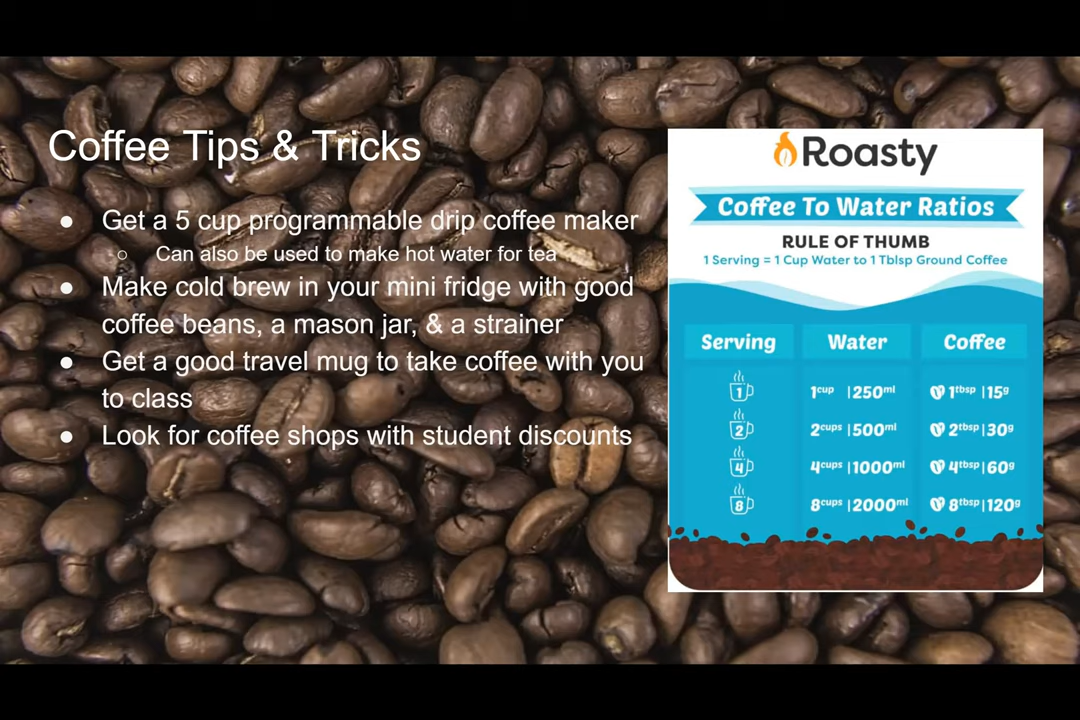 Coffee Tips & Tricks
● Get a 5 cup programmable drip coffee maker
○ Can also be used to make hot water for tea
● Make cold brew in your mini fridge with good
coffee beans, a mason jar, & a strainer
● Get a good travel mug to take coffee with you
to class
● Look for coffee shops with student discounts
Roasty
Coffee To Water Ratios
RULE OF THUMB
1 Serving = 1 Cup Water to 1 Tblsp Ground Coffee
Serving Water Coffee
1 1cup | 250ml 1tbsp | 15g
2 2cups | 500ml 2tbsp | 30g
4 4cups | 1000ml 4tbsp | 60g
8 8cups | 2000ml 8tbsp | 120g